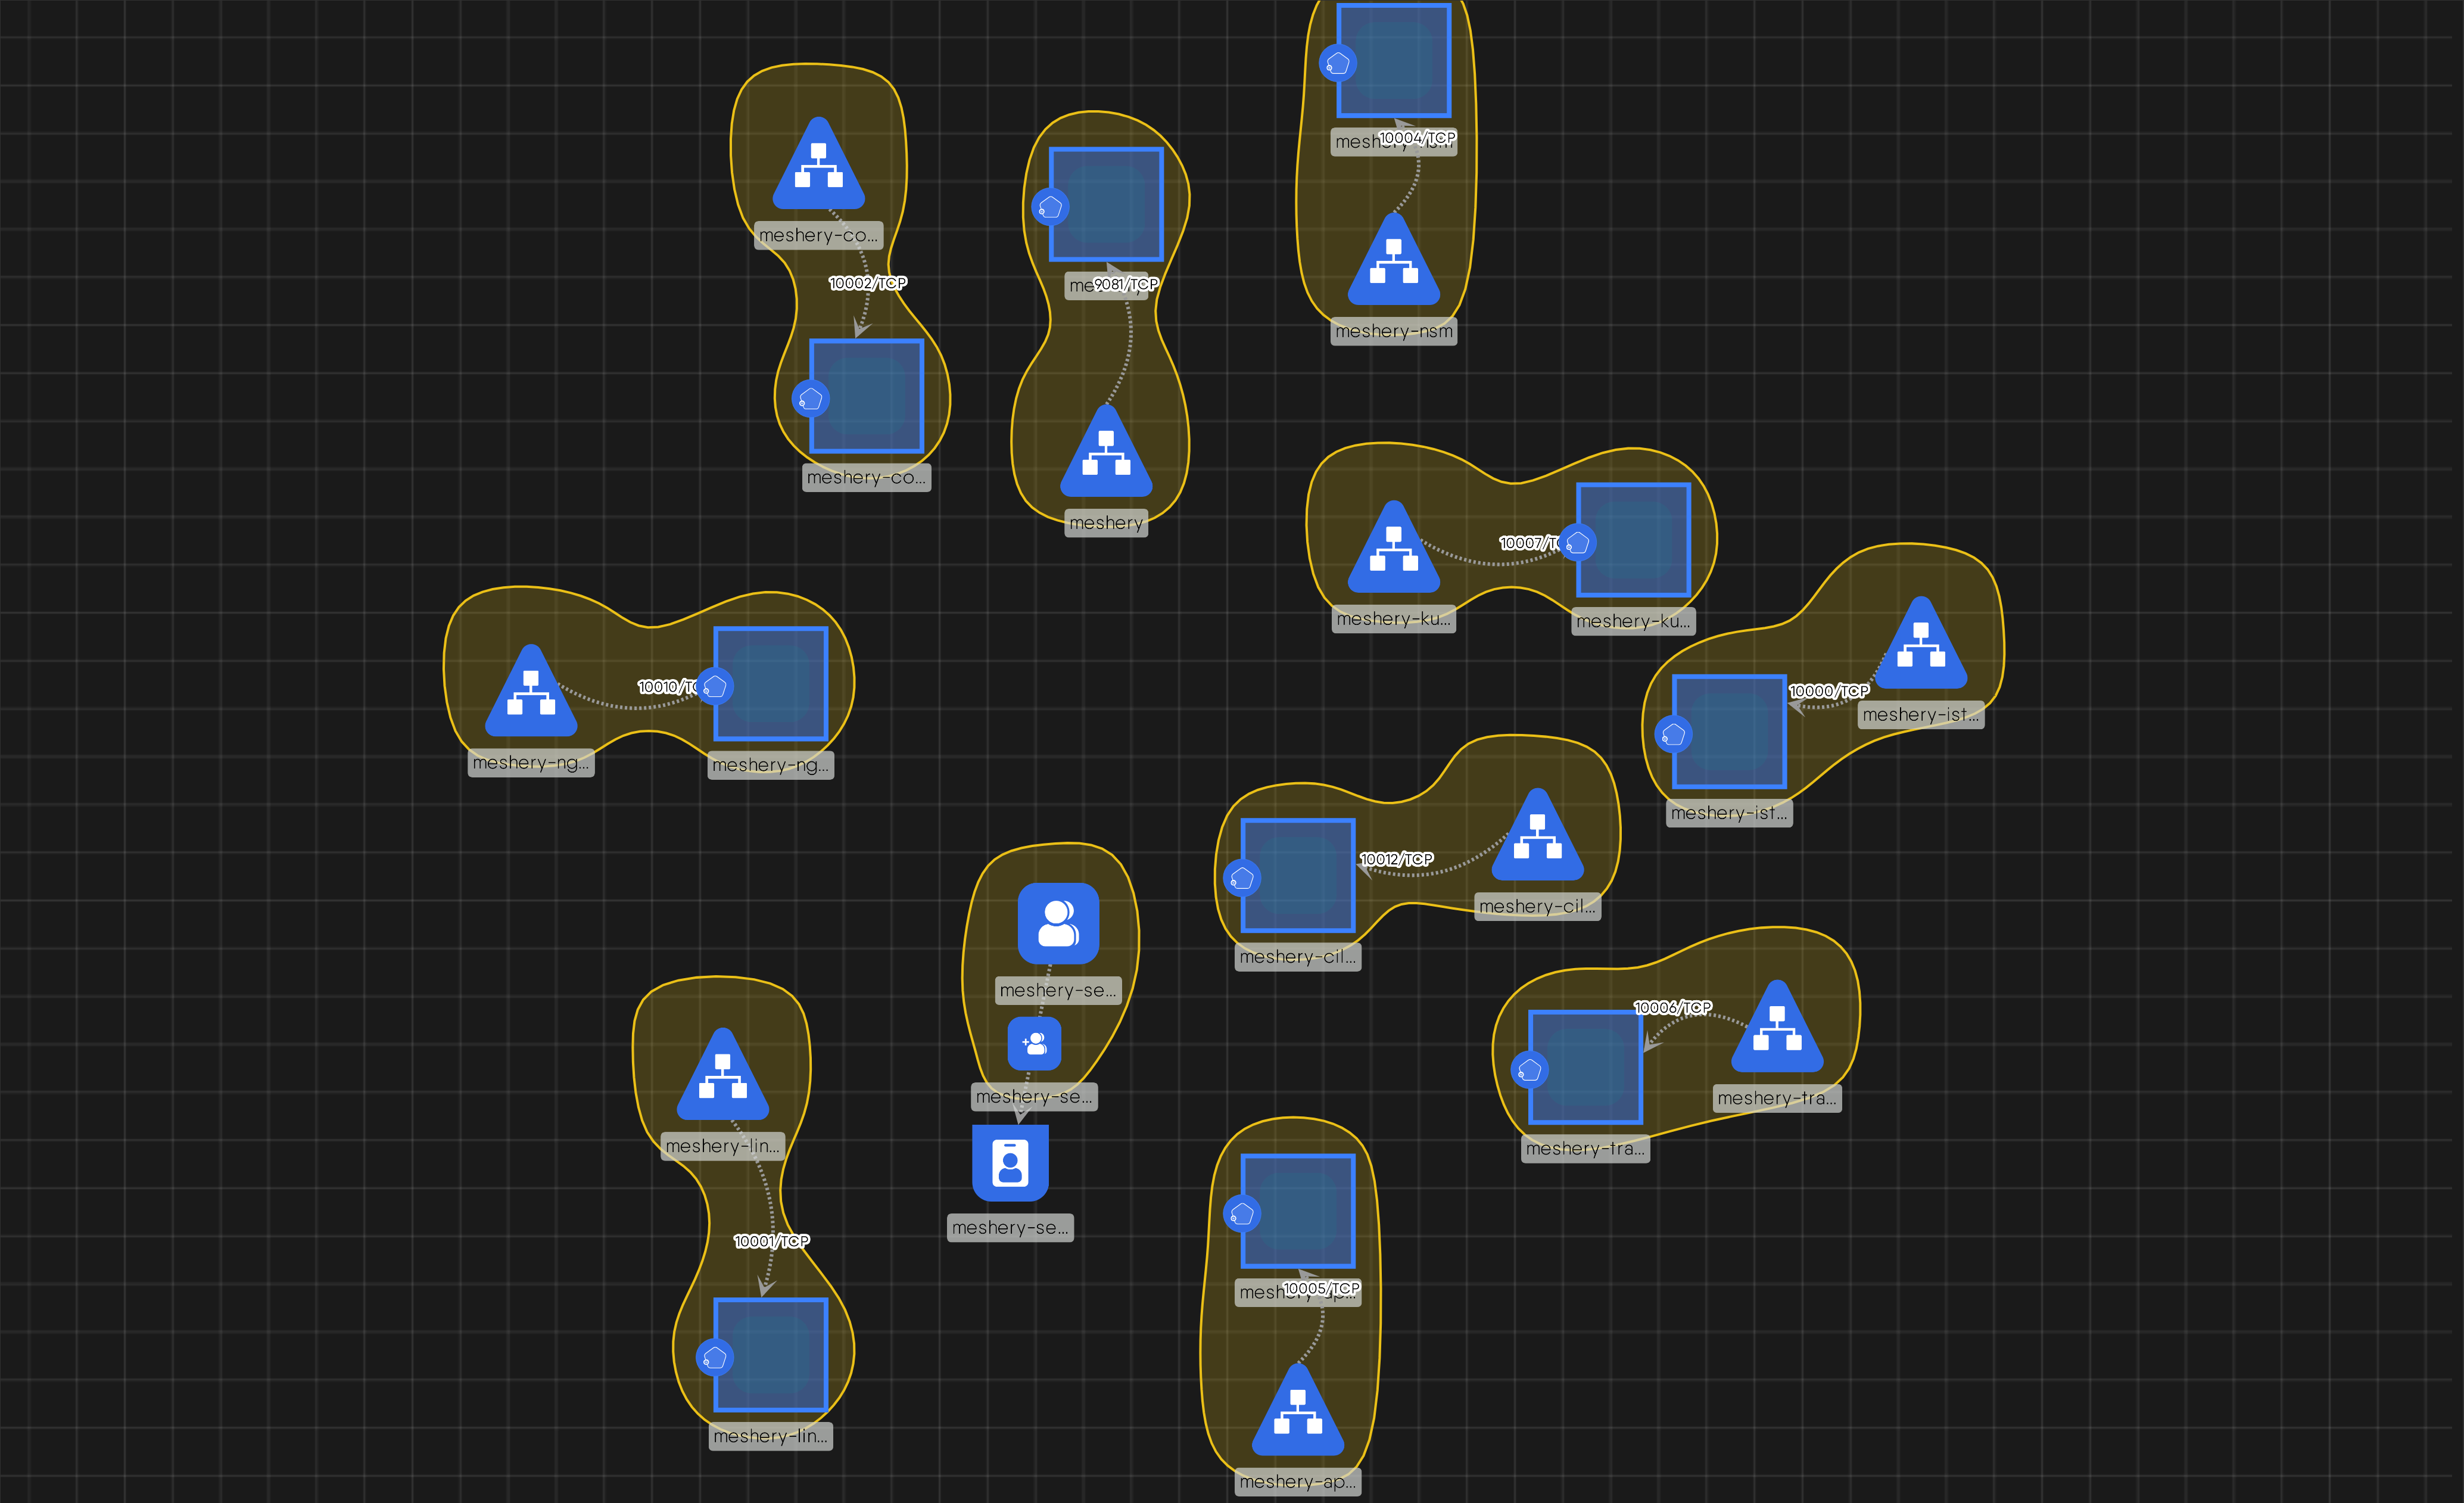 10004/TCP
meshery-nsm
meshery-co...
10002/TCP
meshery-co...
9081/TCP
meshery
meshery-ku...
10007/TC
meshery-ku...
meshery-ist...
10000/TCP
meshery-ist...
meshery-ng...
10010/TC
meshery-ng...
meshery-cil...
10012/TCP
meshery-cil...
meshery-se...
meshery-se...
meshery-se...
meshery-tra...
10006/TCP
meshery-tra...
meshery-lin...
10001/TCP
meshery-lin...
10005/TCP
meshery-ap...